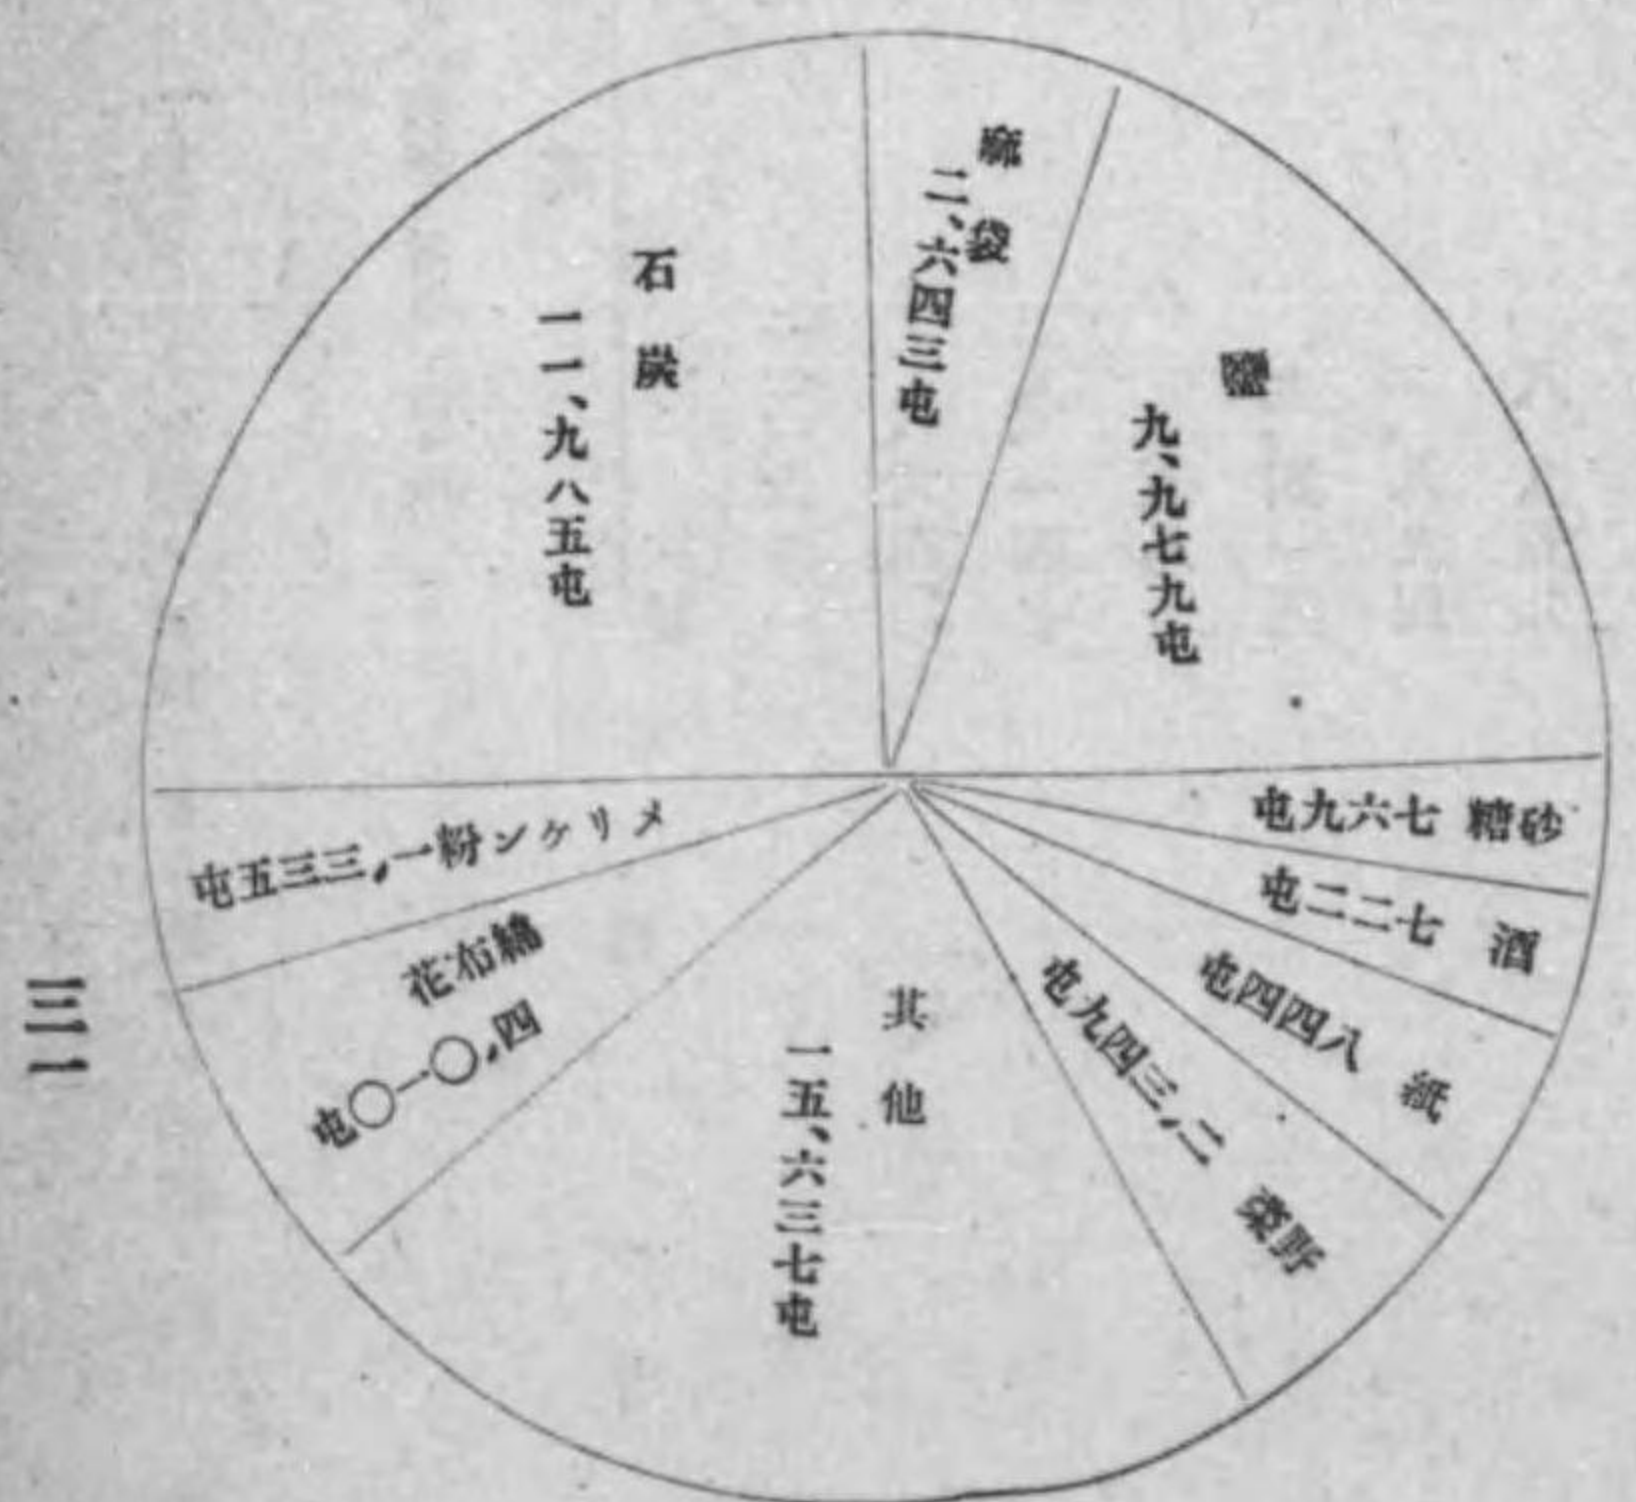 鹽
九、九七九屯
麻袋
二、六四三屯
石炭
一一、九八五屯
砂糖 七六九屯
酒 七二二屯
紙 八四四屯
野菜 二,三四九屯
其他
一五、六三七屯
綿布花
四,〇一〇屯
メリケン粉一,三三五屯
三二一